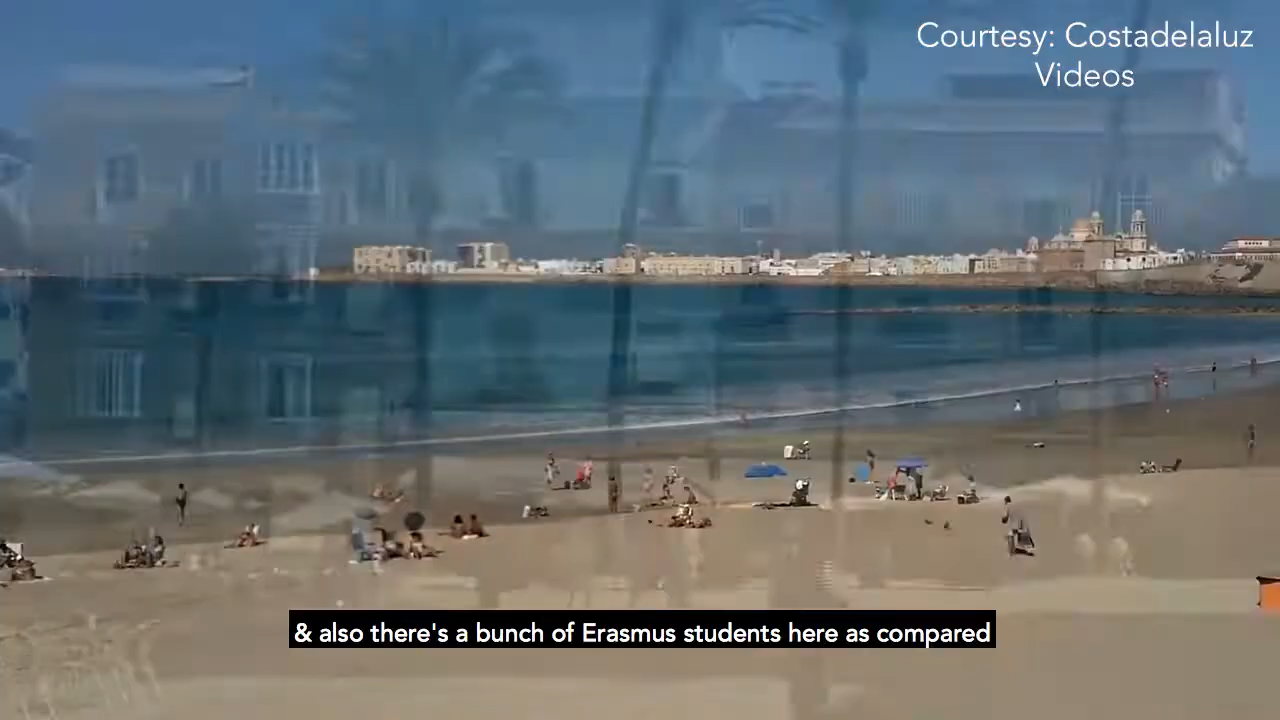 Courtesy: Costadelaluz
Videos
& also there's a bunch of Erasmus students here as compared